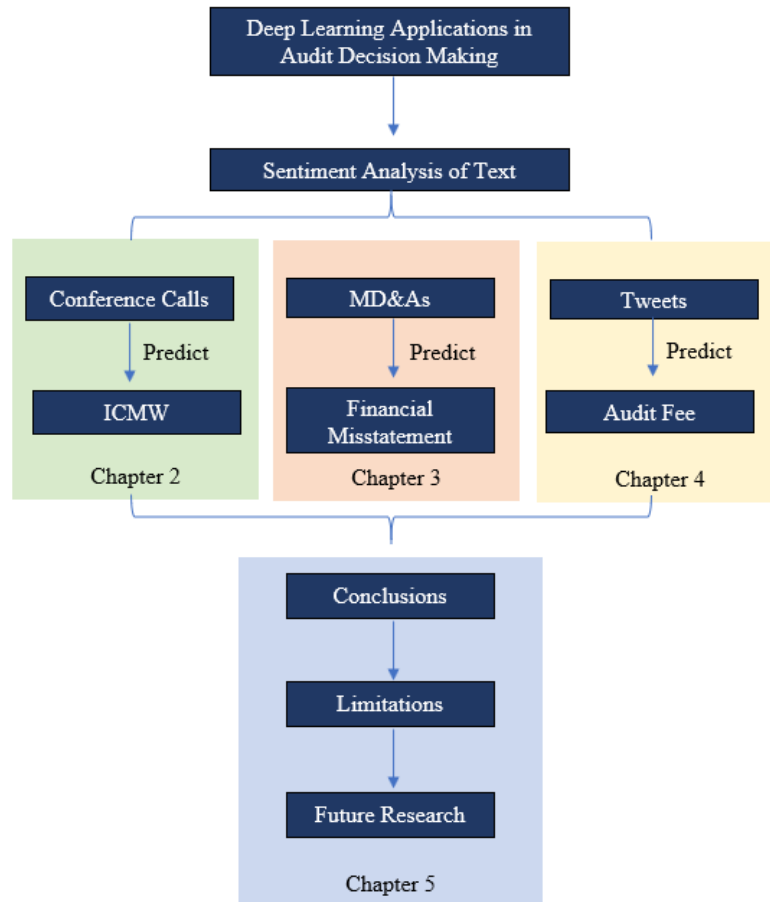 Deep Learning Applications in
Audit Decision Making
Sentiment Analysis of Text
Conference Calls
Predict
ICMW
Chapter 2
MD&As
Predict
Financial
Misstatement
Chapter 3
Tweets
Predict
Audit Fee
Chapter 4
Conclusions
Limitations
Future Research
Chapter 5